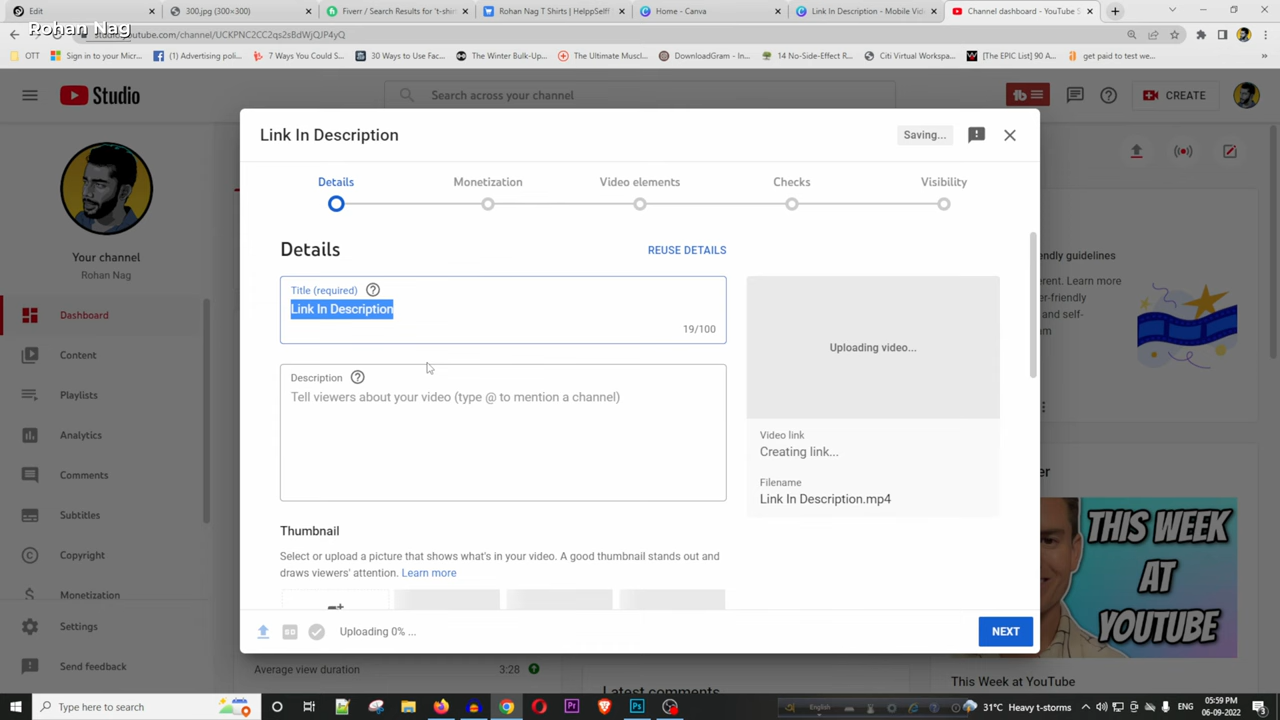 Edit
300.jpg (300×300)
Fiverr / Search Results for 't-shir
Rohan Nag T Shirts | HelppSelf!
Home - Canva
Link In Description - Mobile Vide
Channel dashboard - YouTube S
Rohan Nag
studio.youtube.com/channel/UCKPNC2CC2qs2sBdWjQJP4yQ
OTT
Sign in to your Micr...
(1) Advertising poli...
7 Ways You Could S...
30 Ways to Use Fac...
The Winter Bulk-Up...
The Ultimate Muscl...
DownloadGram - In...
14 No-Side-Effect R...
Citi Virtual Workspa...
[The EPIC List] 90 A...
get paid to test we...
Studio
Search across your channel
CREATE
Link In Description
Saving...
Details
Monetization
Video elements
Checks
Visibility
Your channel
Rohan Nag
Dashboard
Content
Playlists
Analytics
Comments
Subtitles
Copyright
Monetization
Settings
Send feedback
Details
REUSE DETAILS
Title (required)
Link In Description
19/100
Description
Tell viewers about your video (type @ to mention a channel)
Uploading video...
Video link
Creating link...
Filename
Link In Description.mp4
Thumbnail
Select or upload a picture that shows what's in your video. A good thumbnail stands out and
draws viewers' attention. Learn more
Uploading 0% ...
NEXT
Average view duration
3:28
Latest comments
ndly guidelines
Learn more
THIS WEEK
AT
YOUTUBE
This Week at YouTube
Type here to search
English
31°C Heavy t-storms
ENG
05:59 PM
06-09-2022